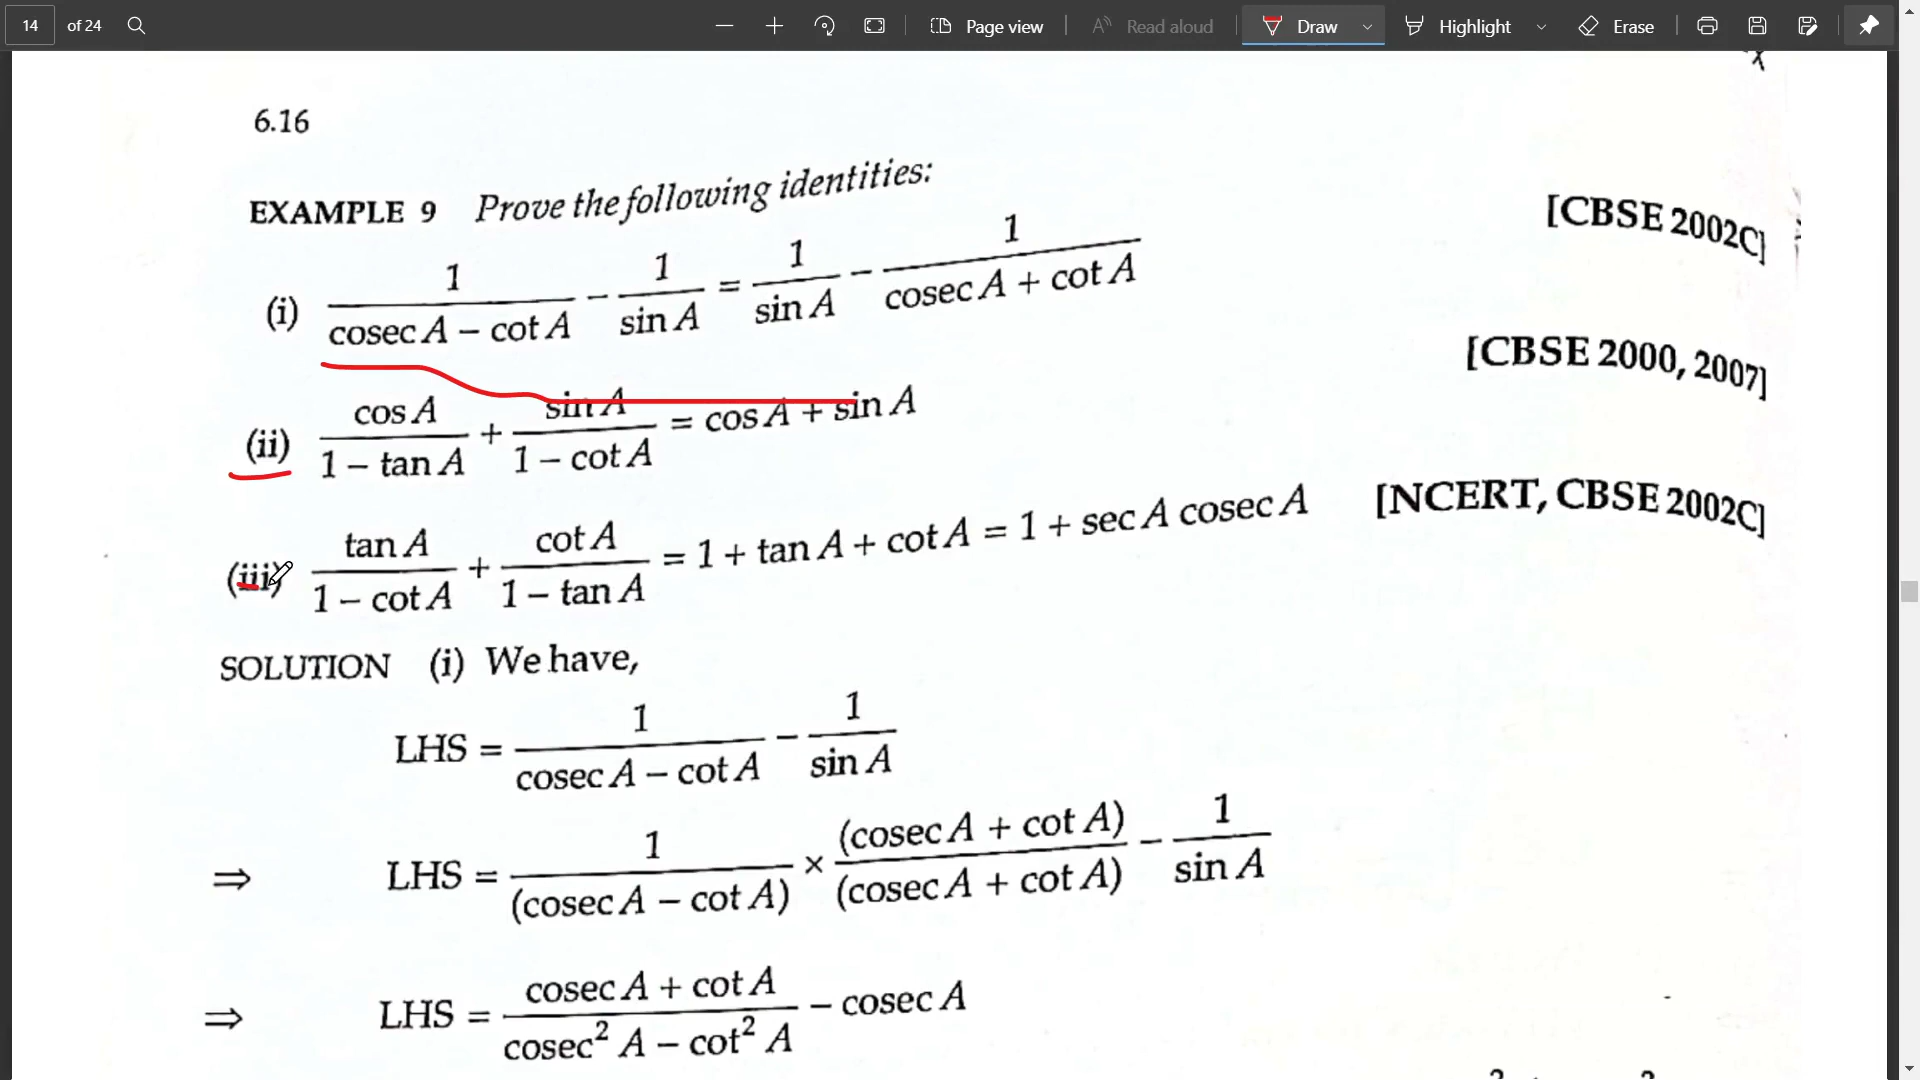 14 of 24 Page view Read aloud Draw Highlight Erase
6.16
EXAMPLE 9 Prove the following identities:
(i) 1/(cosec A − cot A) − 1/sin A = 1/sin A − 1/(cosec A + cot A) [CBSE 2002C]
(ii) cos A/(1 − tan A) + sin A/(1 − cot A) = cos A + sin A [CBSE 2000, 2007]
(iii) tan A/(1 − cot A) + cot A/(1 − tan A) = 1 + tan A + cot A = 1 + sec A cosec A [NCERT, CBSE 2002C]
SOLUTION (i) We have,
LHS = 1/(cosec A − cot A) − 1/sin A
⇒ LHS = 1/(cosec A − cot A) × (cosec A + cot A)/(cosec A + cot A) − 1/sin A
⇒ LHS = (cosec A + cot A)/(cosec² A − cot² A) − cosec A